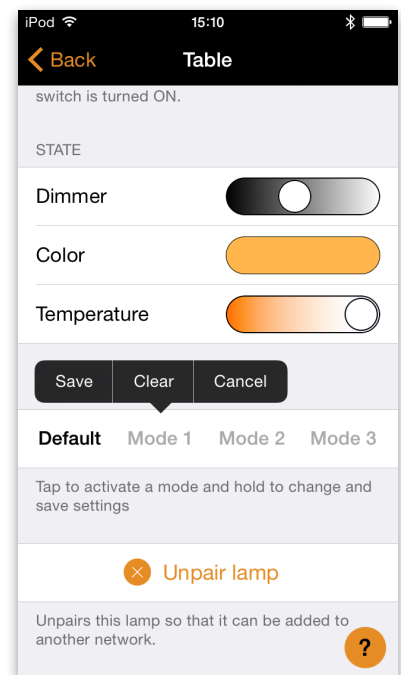 iPod 15:10
Back Table
switch is turned ON.
STATE
Dimmer
Color
Temperature
Save Clear Cancel
Default Mode 1 Mode 2 Mode 3
Tap to activate a mode and hold to change and
save settings
Unpair lamp
Unpairs this lamp so that it can be added to
another network.
?